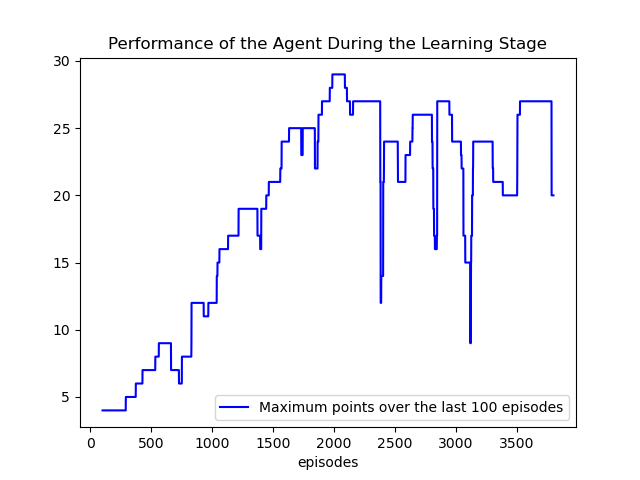 Performance of the Agent During the Learning Stage
30
25
20
15
10
5
Maximum points over the last 100 episodes
0 500 1000 1500 2000 2500 3000 3500
episodes